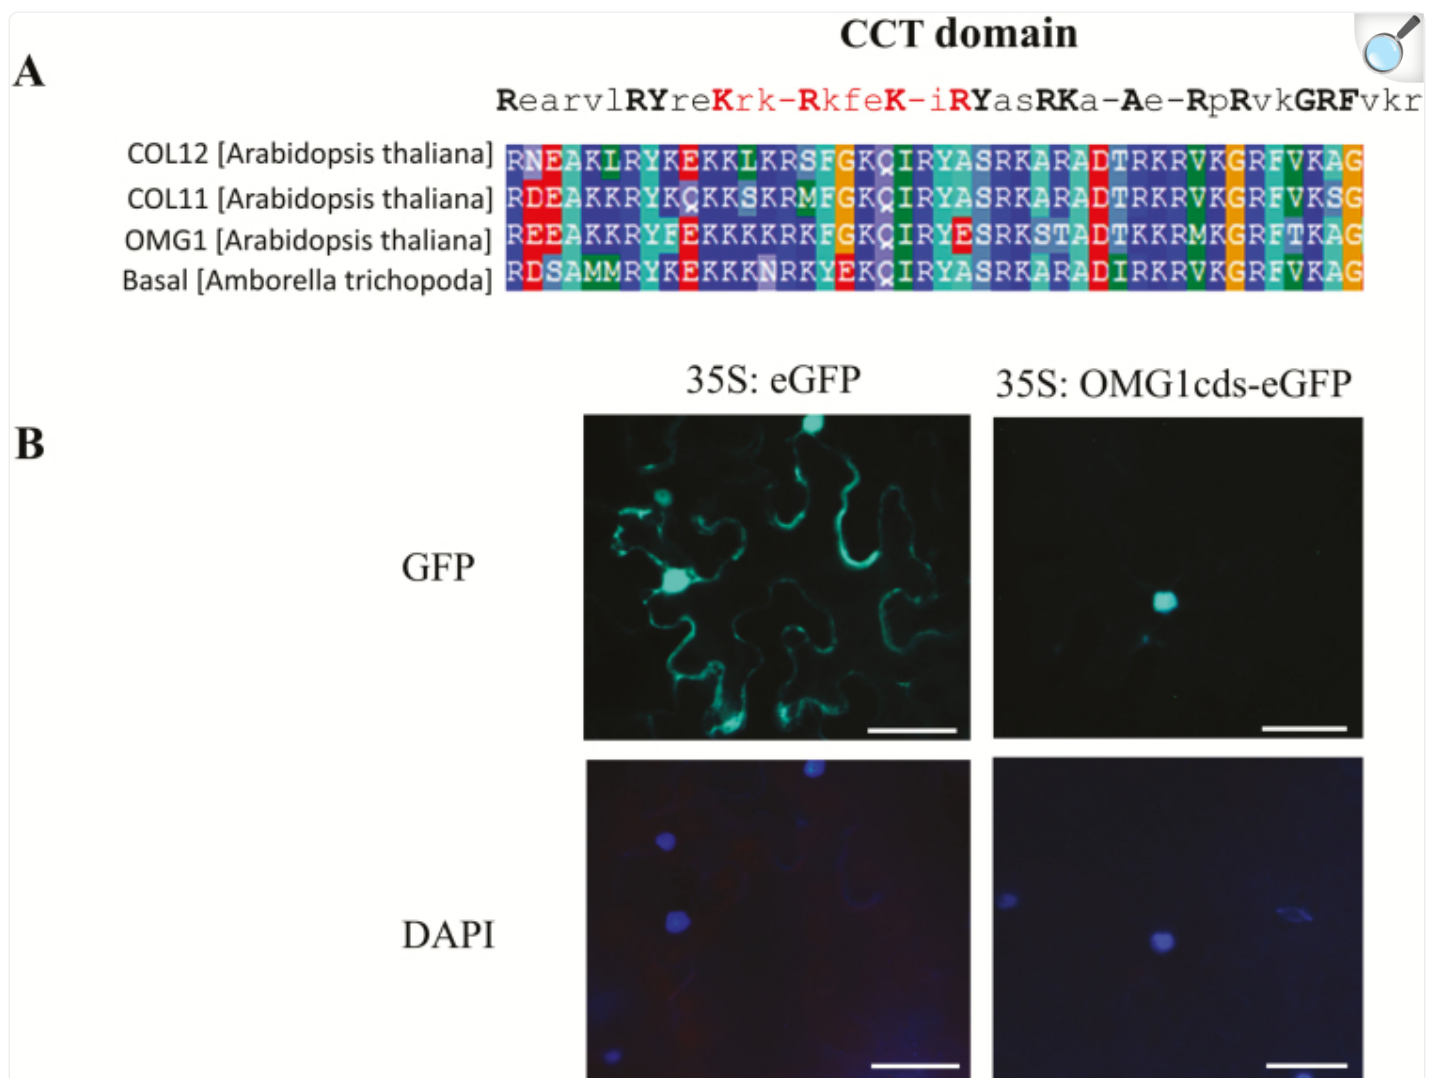 CCT domain
A
RearvlRYreKrk-RkfeK-iRYasRKa-Ae-RpRvkGRFvkr
COL12 [Arabidopsis thaliana] RNEAKLRYKEKKLKRSFGKQIRYASRKARADTRKRVKGRFVKAG
COL11 [Arabidopsis thaliana] RDEAKKRYKQKKSKRMFGKQIRYASRKARADTRKRVKGRFVKSG
OMG1 [Arabidopsis thaliana] REEAKKRYFEKKKKRKFGKQIRYESRKSTADTKKRMKGRFTKAG
Basal [Amborella trichopoda] RDSAMMRYKEKKKNRKYEKQIRYASRKARADIRKRVKGRFVKAG
35S: eGFP 35S: OMG1cds-eGFP
B
GFP
DAPI